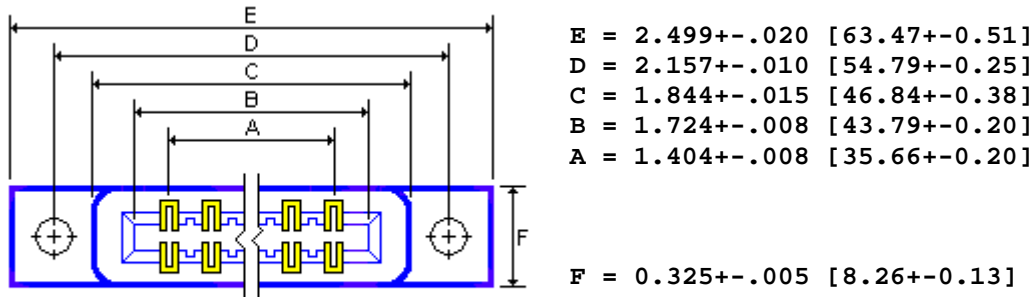 E
D
C
B
A
F
E = 2.499+-.020 [63.47+-0.51]
D = 2.157+-.010 [54.79+-0.25]
C = 1.844+-.015 [46.84+-0.38]
B = 1.724+-.008 [43.79+-0.20]
A = 1.404+-.008 [35.66+-0.20]
F = 0.325+-.005 [8.26+-0.13]